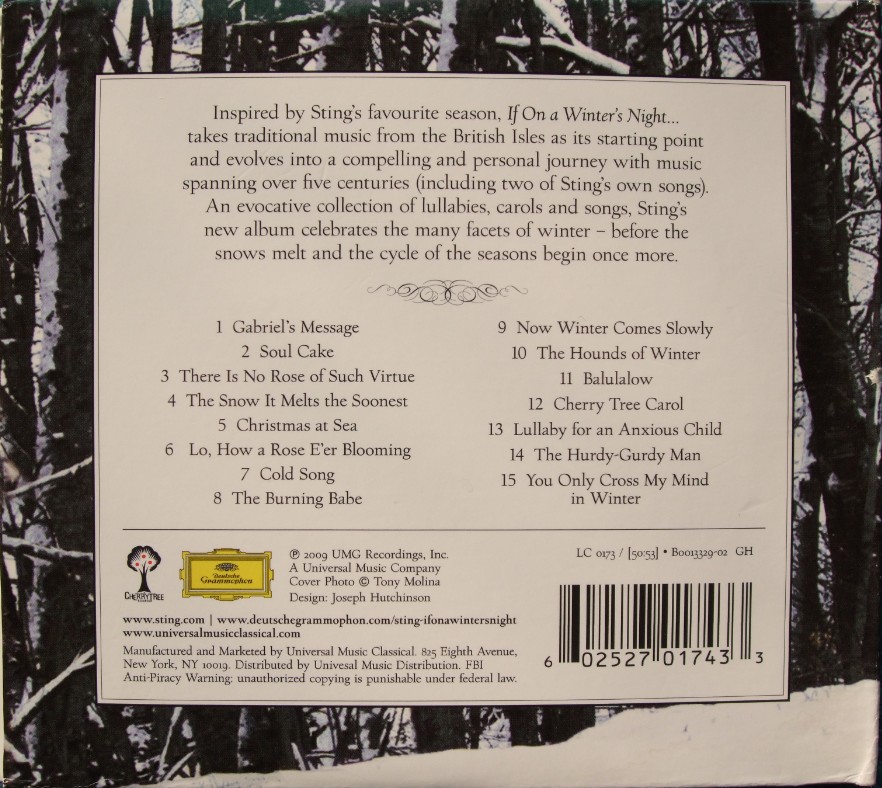 Inspired by Sting's favourite season, If On a Winter's Night...
takes traditional music from the British Isles as its starting point
and evolves into a compelling and personal journey with music
spanning over five centuries (including two of Sting's own songs).
An evocative collection of lullabies, carols and songs, Sting's
new album celebrates the many facets of winter – before the
snows melt and the cycle of the seasons begin once more.
1 Gabriel's Message
2 Soul Cake
3 There Is No Rose of Such Virtue
4 The Snow It Melts the Soonest
5 Christmas at Sea
6 Lo, How a Rose E'er Blooming
7 Cold Song
8 The Burning Babe
9 Now Winter Comes Slowly
10 The Hounds of Winter
11 Balulalow
12 Cherry Tree Carol
13 Lullaby for an Anxious Child
14 The Hurdy-Gurdy Man
15 You Only Cross My Mind
in Winter
CHERRYTREE
Deutsche
Grammophon
℗ 2009 UMG Recordings, Inc.
A Universal Music Company
Cover Photo © Tony Molina
Design: Joseph Hutchinson
LC 0173 / [50:53] • B0013329-02 GH
www.sting.com | www.deutschegrammophon.com/sting-ifonawintersnight
www.universalmusicclassical.com
Manufactured and Marketed by Universal Music Classical. 825 Eighth Avenue,
New York, NY 10019. Distributed by Univesal Music Distribution. FBI
Anti-Piracy Warning: unauthorized copying is punishable under federal law.
6 02527 01743 3